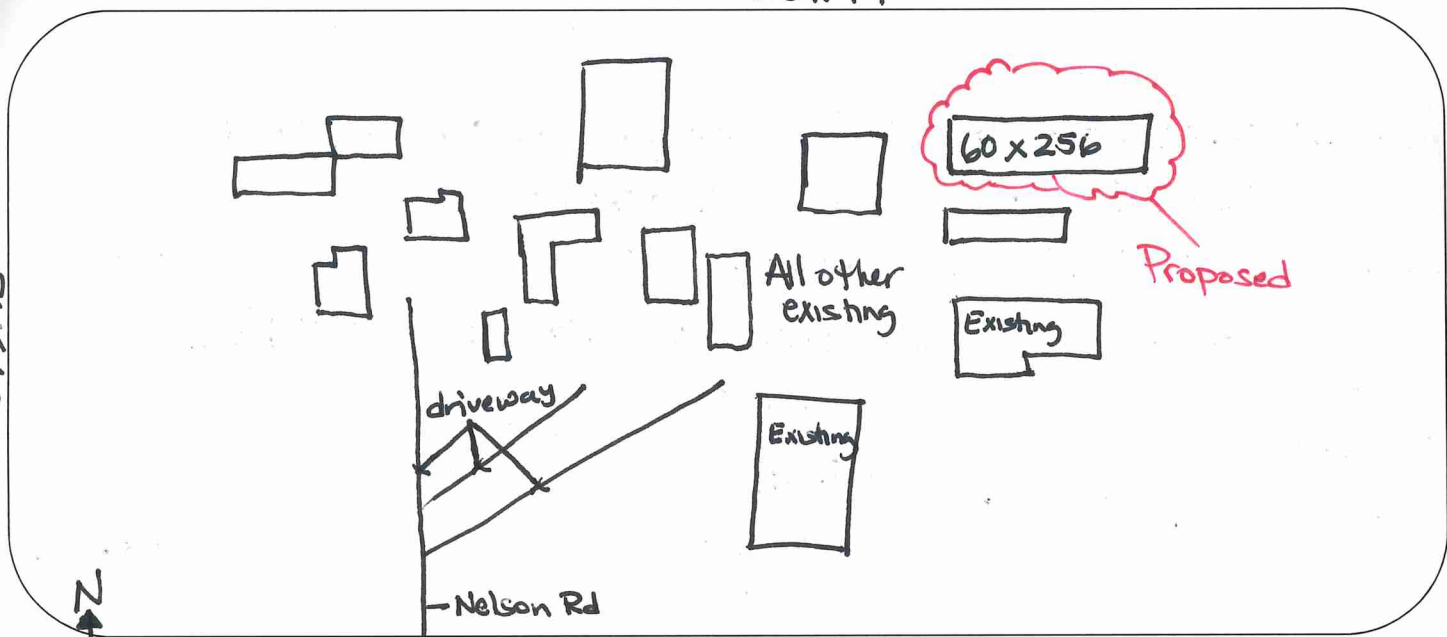 60 x 256
Proposed
All other
existing
Existing
driveway
Existing
N
Nelson Rd